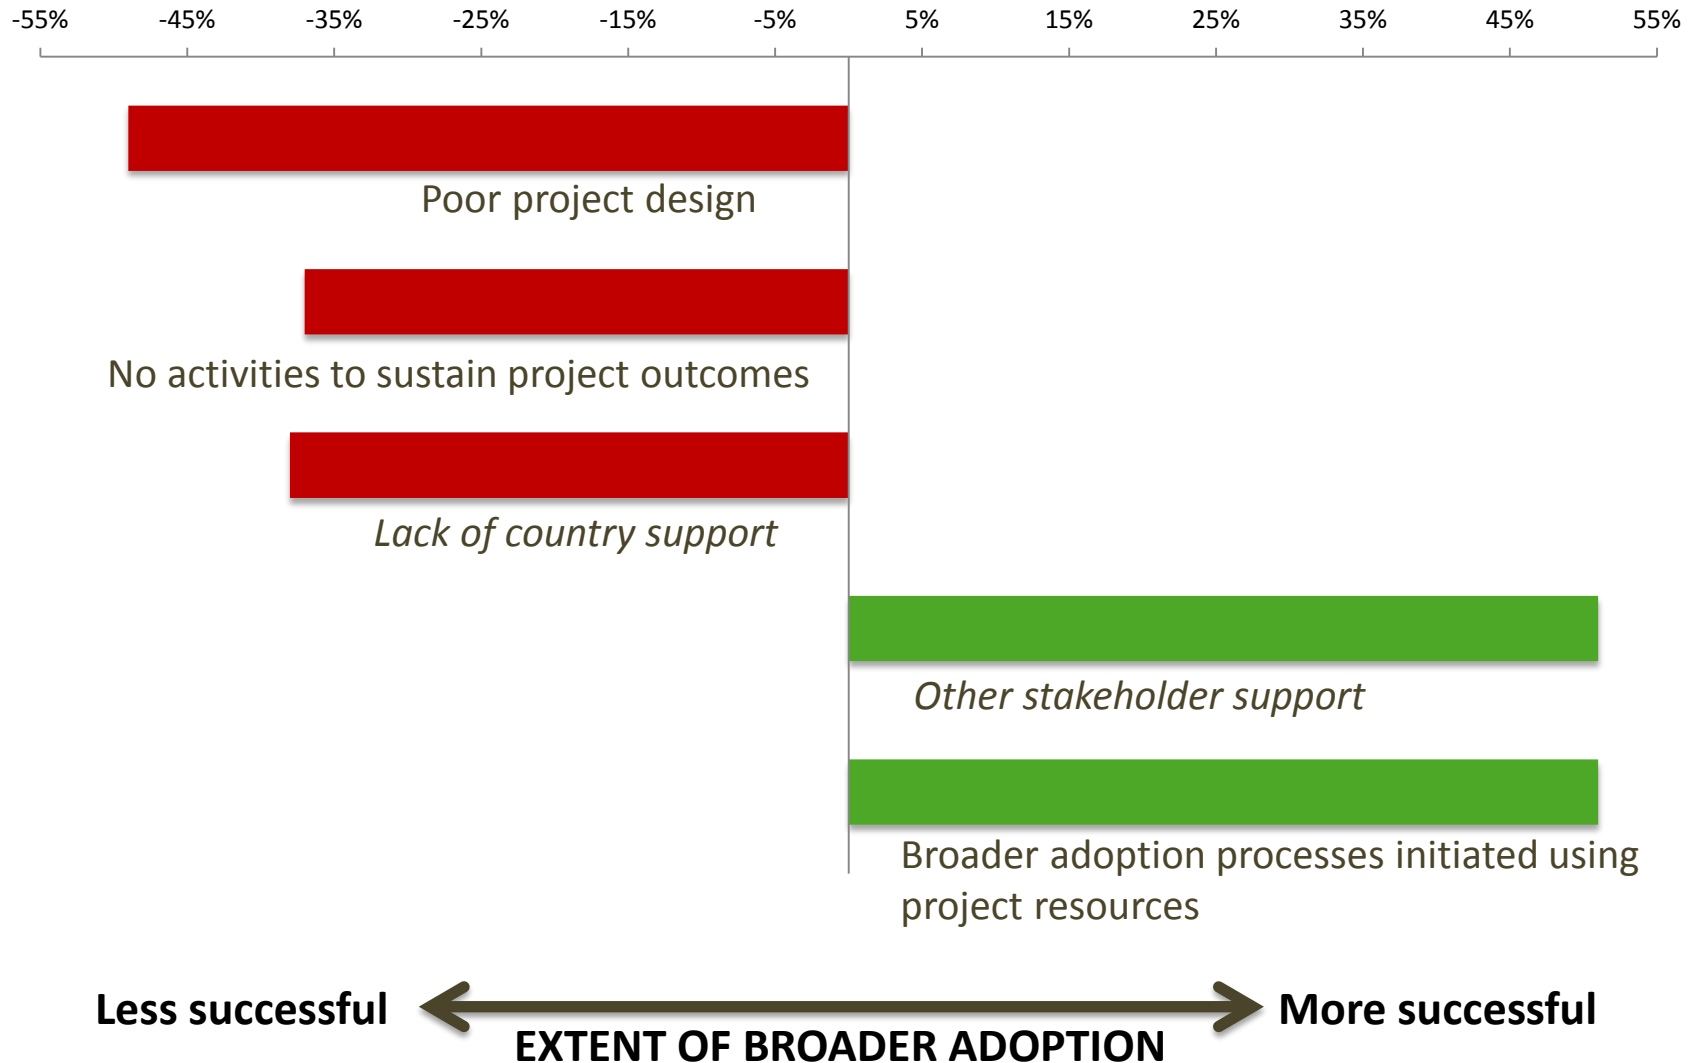 -55% -45% -35% -25% -15% -5% 5% 15% 25% 35% 45% 55%
Poor project design
No activities to sustain project outcomes
Lack of country support
Other stakeholder support
Broader adoption processes initiated using
project resources
Less successful More successful
EXTENT OF BROADER ADOPTION